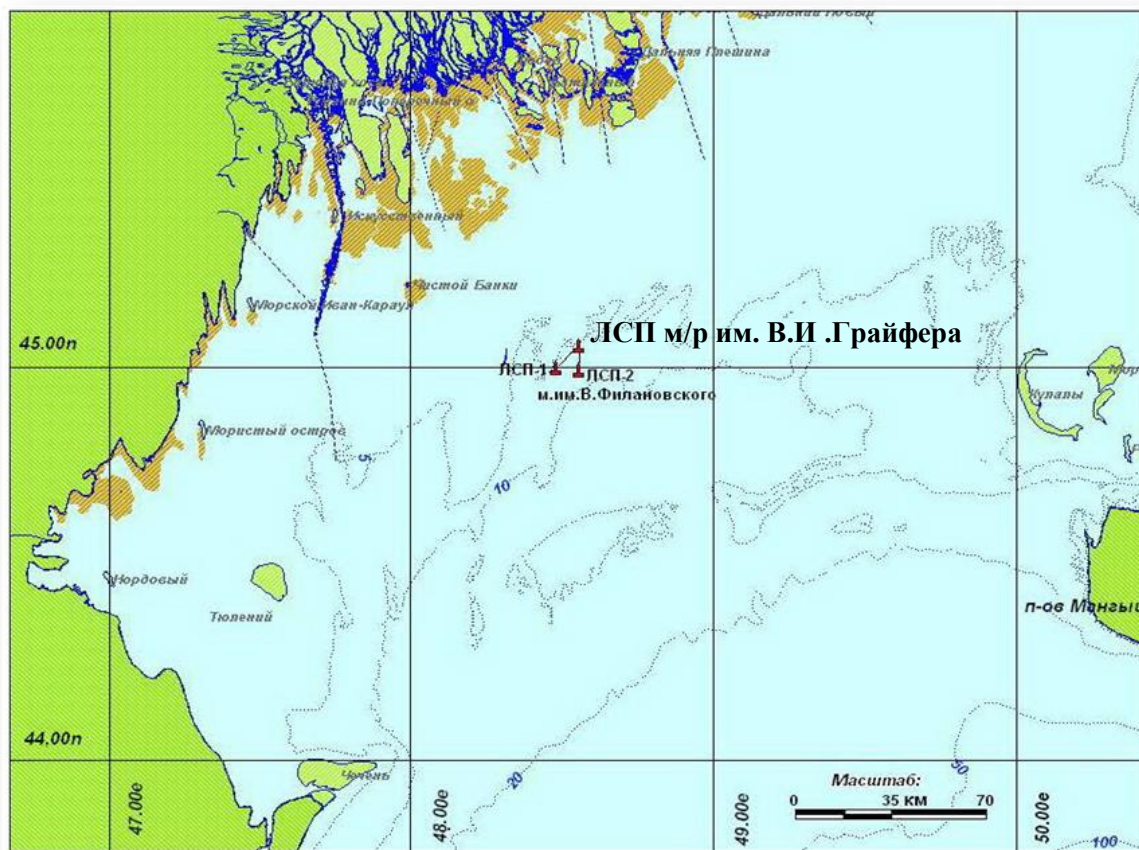 Дальняя Глешина
Искусственный
Чистой Банки
Морской Иван-Караул
ЛСП м/р им. В.И .Грайфера
45.00n
ЛСП-1
ЛСП-2
м.им.В.Филановского
Кулалы
Мористый остров
5
10
Нордовый
Тюлений
п-ов Мангыш
44,00n
Чечень
20
50
Масштаб:
0 35 КМ 70
47.00e
48.00e
49.00e
50.00e
100